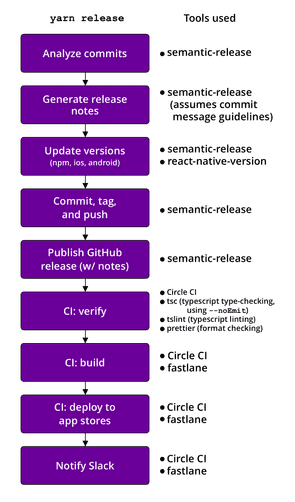 yarn release
Tools used
Analyze commits
• semantic-release
Generate release
notes
• semantic-release
(assumes commit
message guidelines)
Update versions
(npm, ios, android)
• semantic-release
• react-native-version
Commit, tag,
and push
• semantic-release
Publish GitHub
release (w/ notes)
• semantic-release
CI: verify
• Circle CI
• tsc (typescript type-checking,
using --noEmit)
• tslint (typescript linting)
• prettier (format checking)
CI: build
• Circle CI
• fastlane
CI: deploy to
app stores
• Circle CI
• fastlane
Notify Slack
• Circle CI
• fastlane